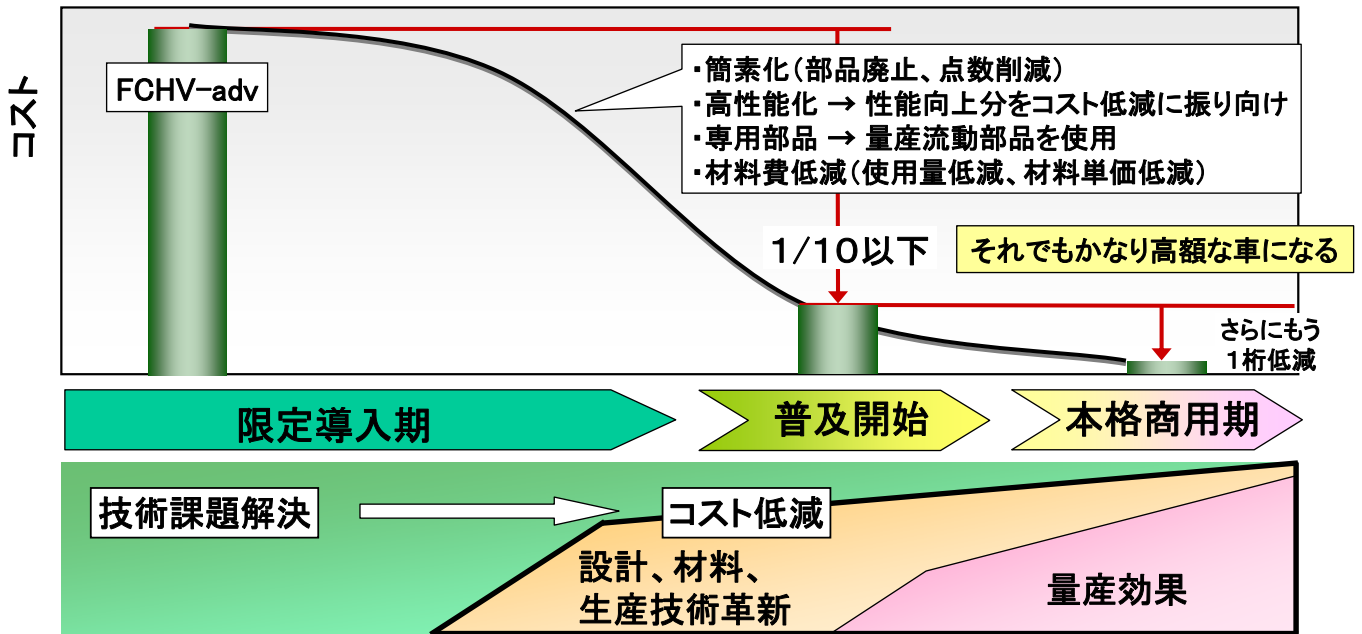 コスト
FCHV-adv
・簡素化（部品廃止、点数削減）
・高性能化 → 性能向上分をコスト低減に振り向け
・専用部品 → 量産流動部品を使用
・材料費低減（使用量低減、材料単価低減）
1/10以下
それでもかなり高額な車になる
さらにもう
1桁低減
限定導入期
普及開始
本格商用期
技術課題解決
コスト低減
設計、材料、
生産技術革新
量産効果